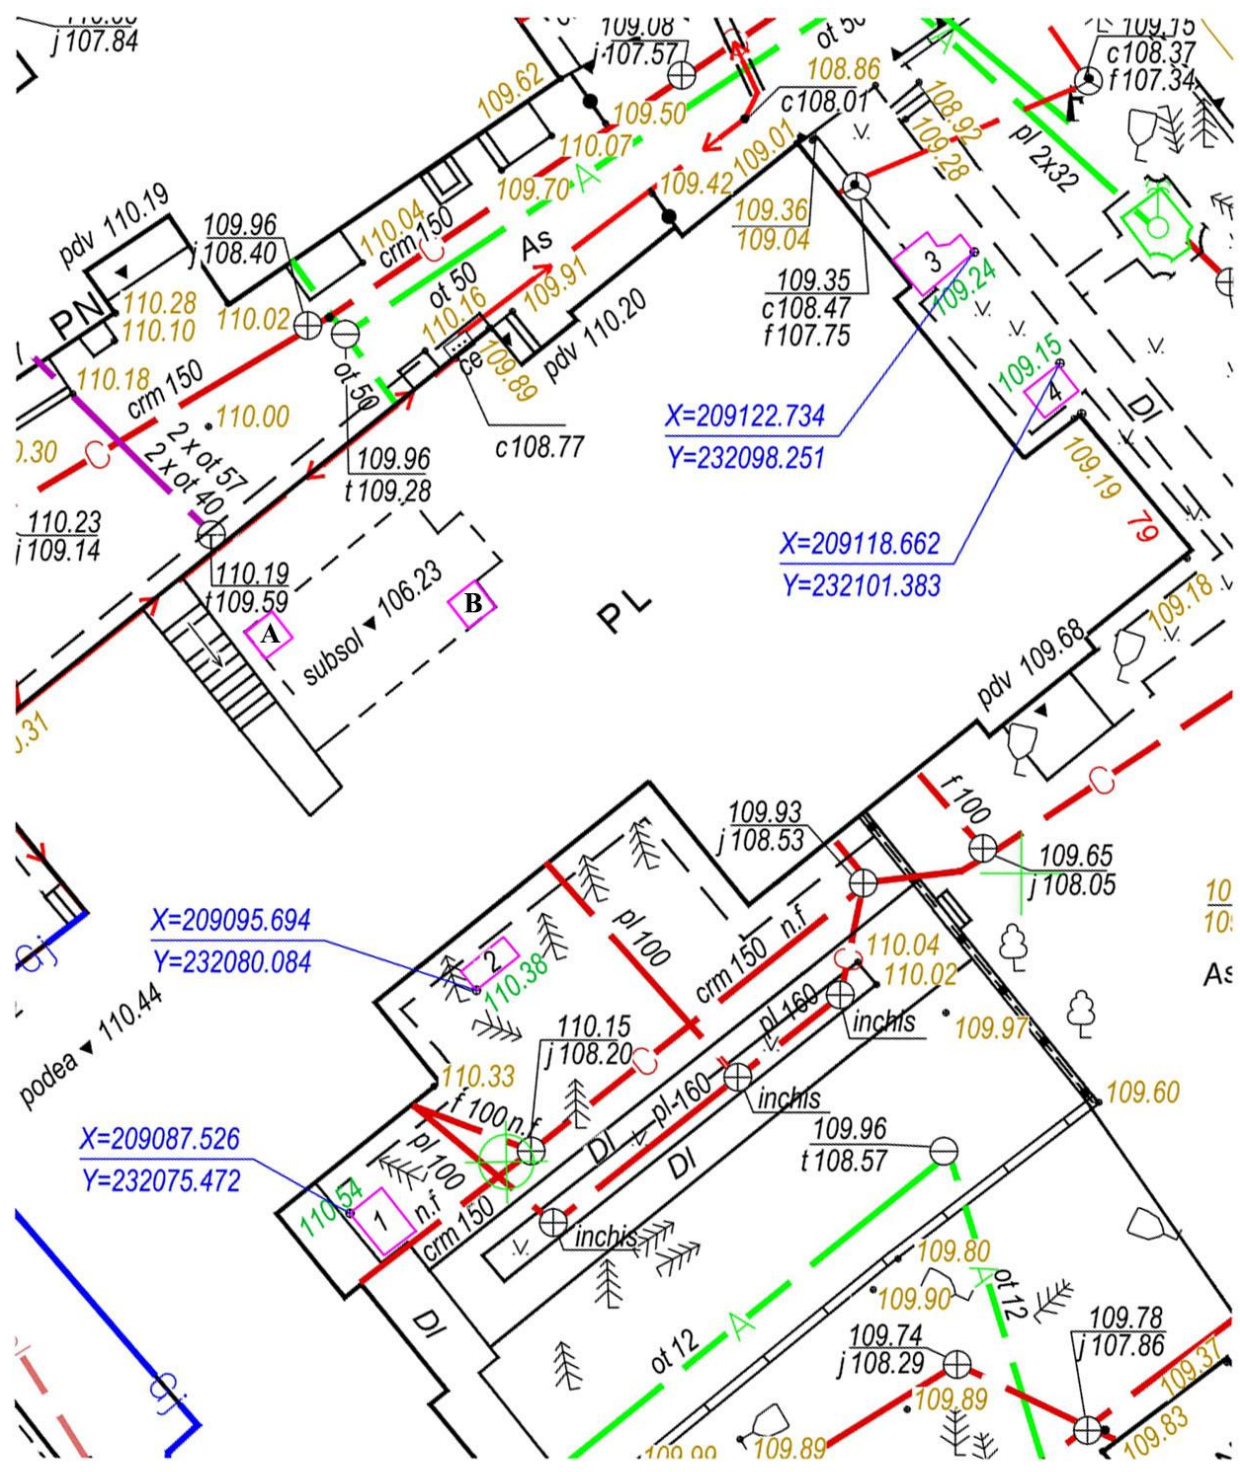 j 107.84
109.08
j 107.57
ot 50
109.15
c108.37
f107.34
109.62
109.50
108.86
c108.01
108.92
109.28
pl 2x32
110.07
109.70
A
109.01
109.42
109.36
109.04
pdv 110.19
109.96
j 108.40
110.04
crm 150
C
As
3
109.24
109.35
c108.47
f107.75
PN
110.28
110.10
110.02
ot 50
110.16
109.91
ce
109.89
pdv 110.20
109.15
4
DI
110.18
crm 150
ot 50
110.00
X=209122.734
Y=232098.251
c108.77
C
2 x ot 57
2 x ot 40
109.96
t 109.28
109.19
79
110.23
j 109.14
X=209118.662
Y=232101.383
110.19
t109.59
A
subsol 106.23
B
PL
109.18
pdv 109.68
f 100
C
109.93
j 108.53
109.65
j 108.05
X=209095.694
Y=232080.084
pl 100
n.f
crm 150
110.04
110.02
2
110.38
Gj
podea 110.44
pl-160
inchis
109.97
As
110.15
j 108.20
C
110.33
f 100
n.f
pl-160
inchis
109.60
X=209087.526
Y=232075.472
pl 100
DI
DI
109.96
t 108.57
110.54
1
n.f
crm 150
inchis
109.80
A
ot 12
109.90
DI
A
ot 12
109.74
j 108.29
109.78
j 107.86
109.37
Gj
109.89
109.89
109.83